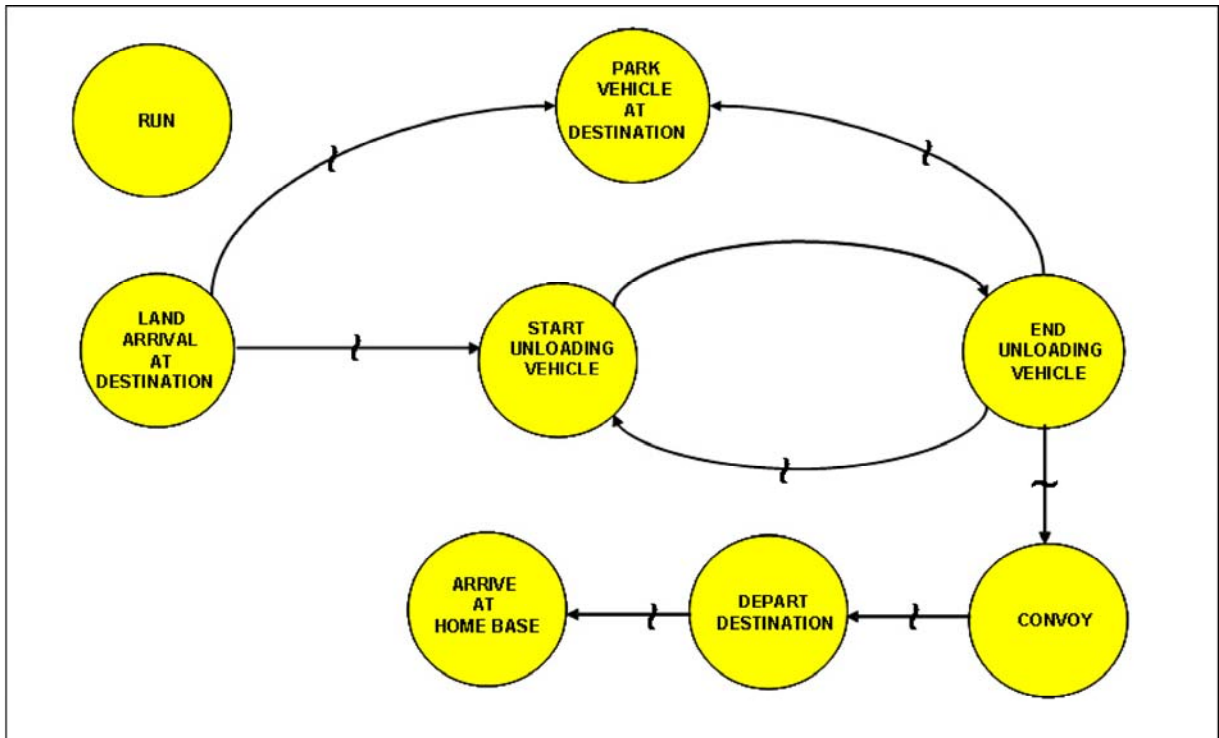 RUN
PARK
VEHICLE
AT
DESTINATION
LAND
ARRIVAL
AT
DESTINATION
START
UNLOADING
VEHICLE
END
UNLOADING
VEHICLE
ARRIVE
AT
HOME BASE
DEPART
DESTINATION
CONVOY